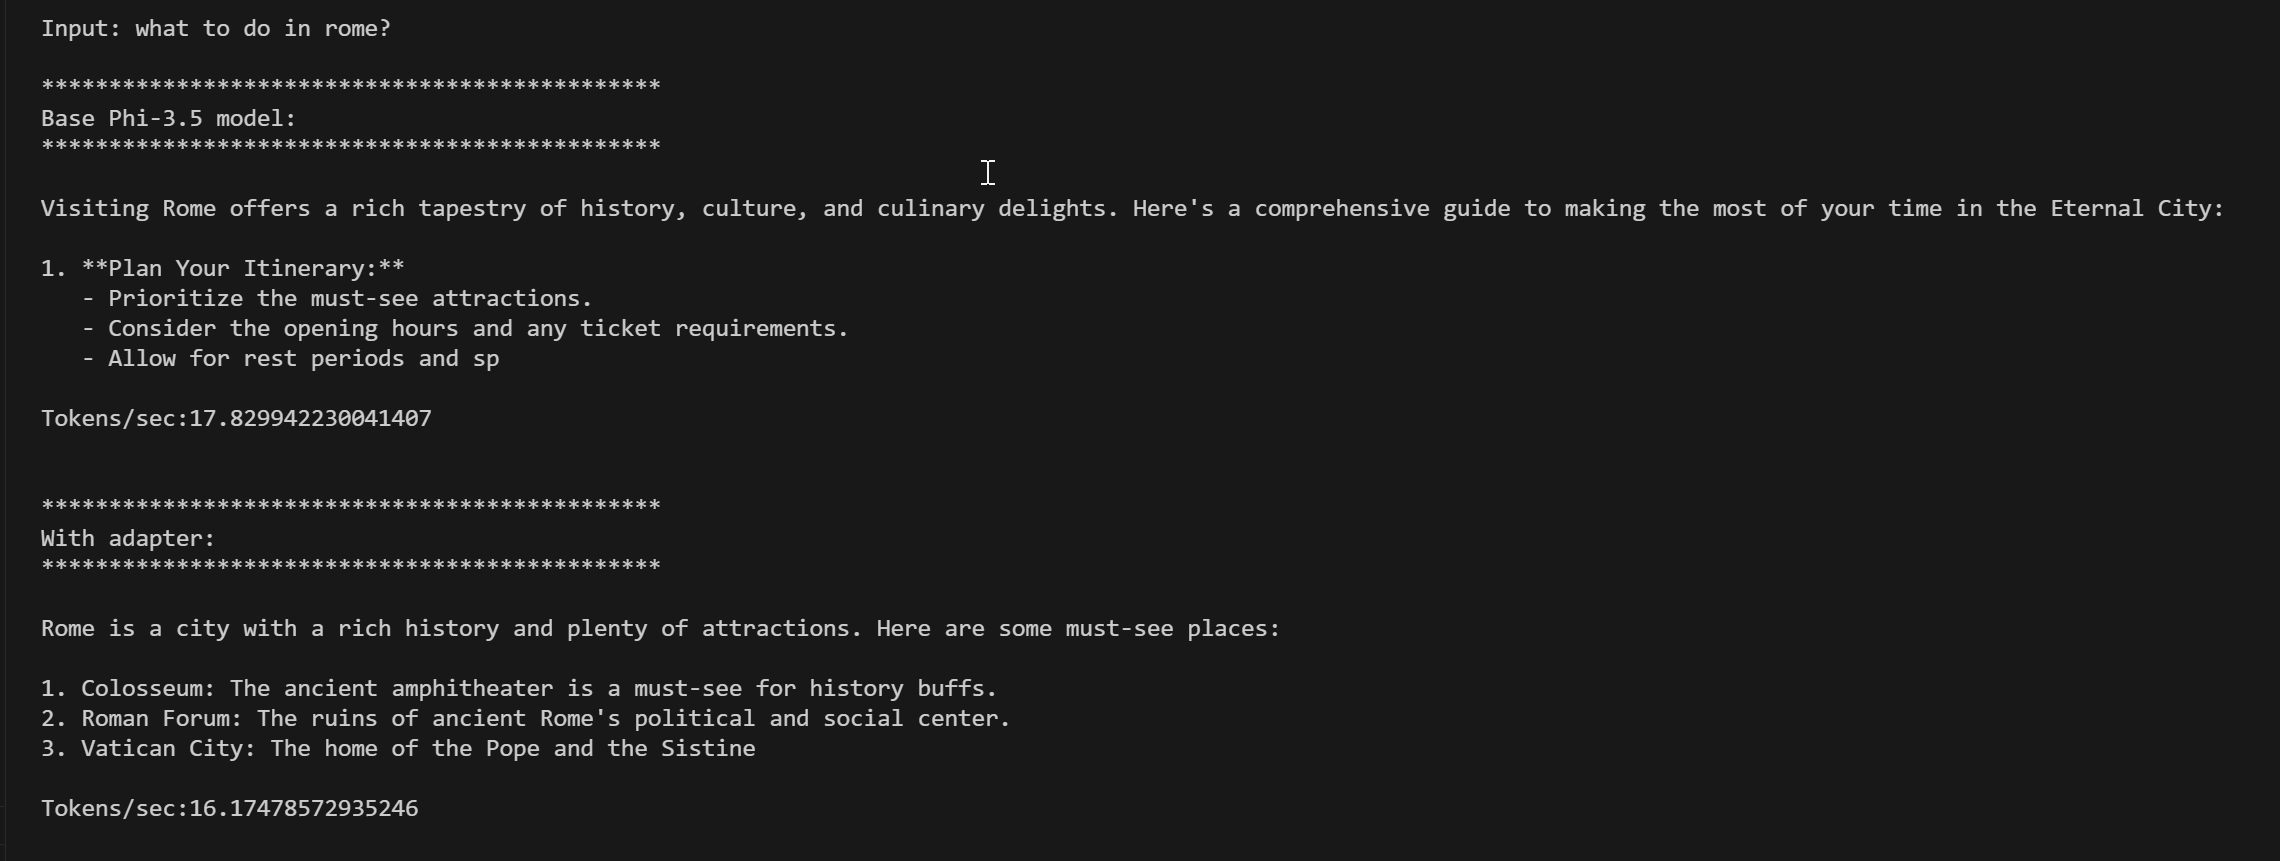 Input: what to do in rome?
**********************************************
Base Phi-3.5 model:
**********************************************
Visiting Rome offers a rich tapestry of history, culture, and culinary delights. Here's a comprehensive guide to making the most of your time in the Eternal City:
1. **Plan Your Itinerary:**
   - Prioritize the must-see attractions.
   - Consider the opening hours and any ticket requirements.
   - Allow for rest periods and sp
Tokens/sec:17.829942230041407
**********************************************
With adapter:
**********************************************
Rome is a city with a rich history and plenty of attractions. Here are some must-see places:
1. Colosseum: The ancient amphitheater is a must-see for history buffs.
2. Roman Forum: The ruins of ancient Rome's political and social center.
3. Vatican City: The home of the Pope and the Sistine
Tokens/sec:16.17478572935246